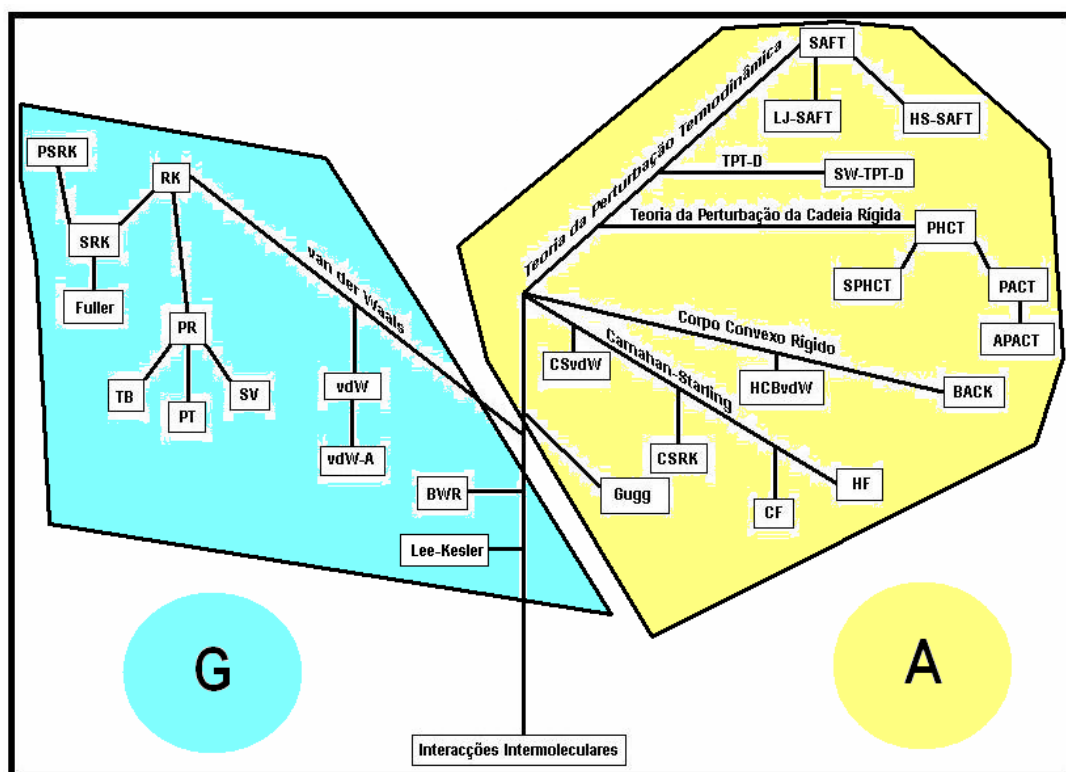 SAFT
Teoria da Perturbação Termodinâmica
LJ-SAFT
HS-SAFT
PSRK
RK
TPT-D
SW-TPT-D
Teoria da Perturbação da Cadeia Rígida
PHCT
SRK
van der Waals
SPHCT
PACT
Fuller
PR
APACT
Corpo Convexo Rígido
Carnahan-Starling
CSvdW
HCBvdW
BACK
TB
PT
SV
vdW
vdW-A
CSRK
BWR
Gugg
CF
HF
Lee-Kesler
G
A
Interacções Intermoleculares